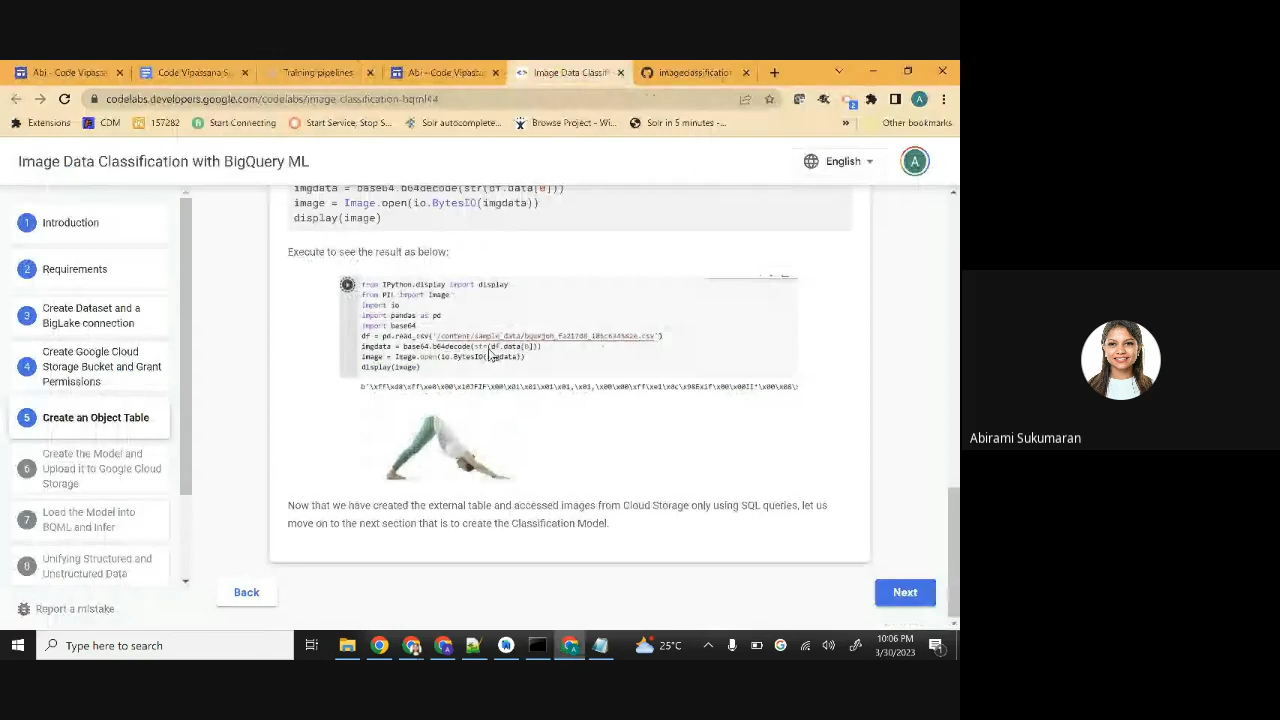 Abi - Code Vipass
Code Vipassana S
Training pipelines
Abi - Code Vipass
Image Data Classif
imageclassification
codelabs.developers.google.com/codelabs/image-classification-bqml#4
Extensions
CDM
157282
Start Connecting
Start Service, Stop S...
Solr autocomplete...
Browse Project - Wi...
Solr in 5 minutes -...
»
Other bookmarks
Image Data Classification with BigQuery ML
English
A
1 Introduction
2 Requirements
3 Create Dataset and a
BigLake connection
4 Create Google Cloud
Storage Bucket and Grant
Permissions
5 Create an Object Table
6 Create the Model and
Upload it to Google Cloud
Storage
7 Load the Model into
BQML and Infer
8 Unifying Structured and
Unstructured Data
Report a mistake
imgdata = base64.b64decode(str(df.data[0]))
image = Image.open(io.BytesIO(imgdata))
display(image)
Execute to see the result as below:
from IPython.display import display
from PIL import Image
import io
import pandas as pd
import base64
imgdata = base64.b64decode(str(df.data[0]))
image = Image.open(io.BytesIO(imgdata))
display(image)
Now that we have created the external table and accessed images from Cloud Storage only using SQL queries, let us
move on to the next section that is to create the Classification Model.
Back
Next
Type here to search
25°C
10:06 PM
3/30/2023
Abirami Sukumaran